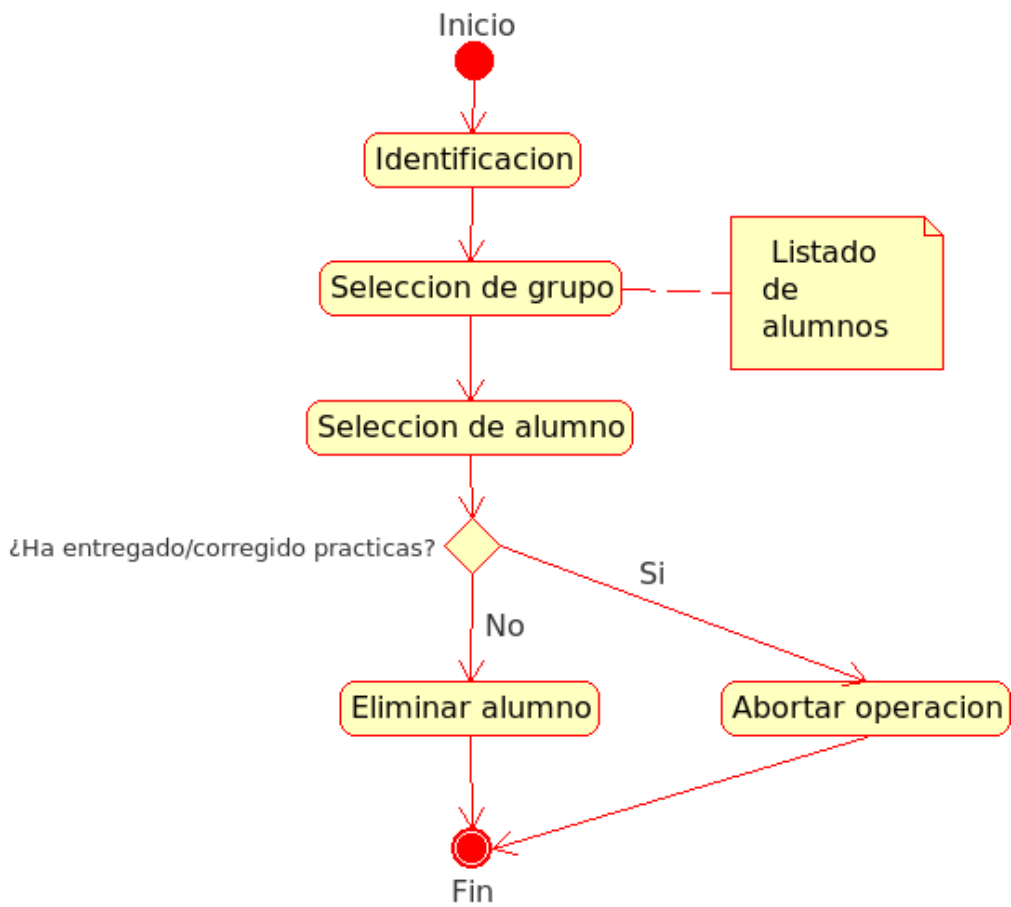 Inicio
Identificacion
Seleccion de grupo
Listado
de
alumnos
Seleccion de alumno
¿Ha entregado/corregido practicas?
Si
No
Eliminar alumno
Abortar operacion
Fin